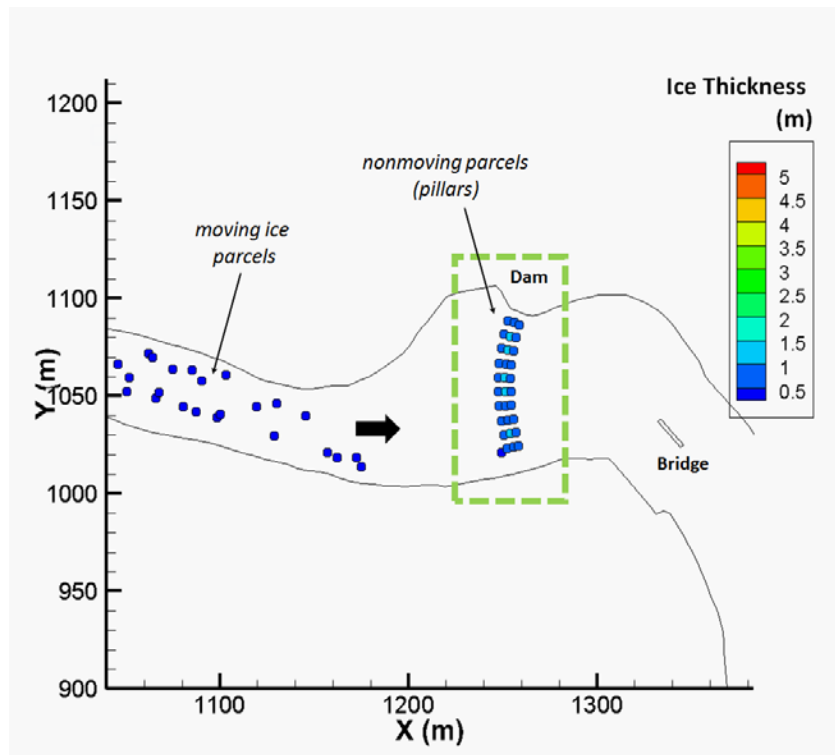 Ice Thickness
(m)
5
4.5
4
3.5
3
2.5
2
1.5
1
0.5
nonmoving parcels
(pillars)
moving ice
parcels
Dam
Bridge
1200
1150
1100
1050
1000
950
900
Y (m)
1100
1200
1300
X (m)